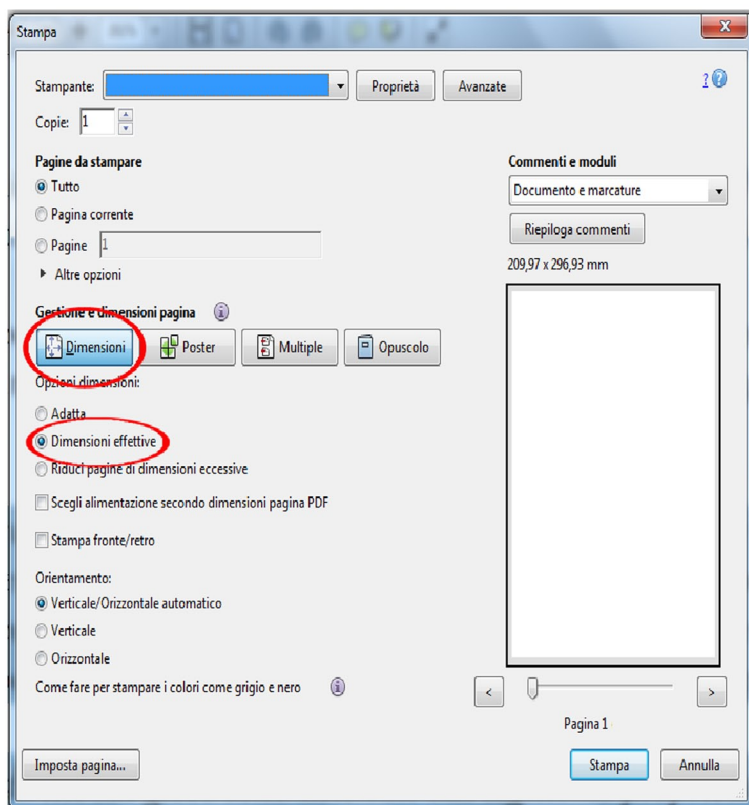 Stampa
Stampante: Proprietà Avanzate ?
Copie: 1
Pagine da stampare
Tutto
Pagina corrente
Pagine 1
Altre opzioni
Commenti e moduli
Documento e marcature
Riepiloga commenti
209,97 x 296,93 mm
Gestione e dimensioni pagina
Dimensioni Poster Multiple Opuscolo
Opzioni dimensioni:
Adatta
Dimensioni effettive
Riduci pagine di dimensioni eccessive
Scegli alimentazione secondo dimensioni pagina PDF
Stampa fronte/retro
Orientamento:
Verticale/Orizzontale automatico
Verticale
Orizzontale
Come fare per stampare i colori come grigio e nero
< >
Pagina 1
Imposta pagina... Stampa Annulla